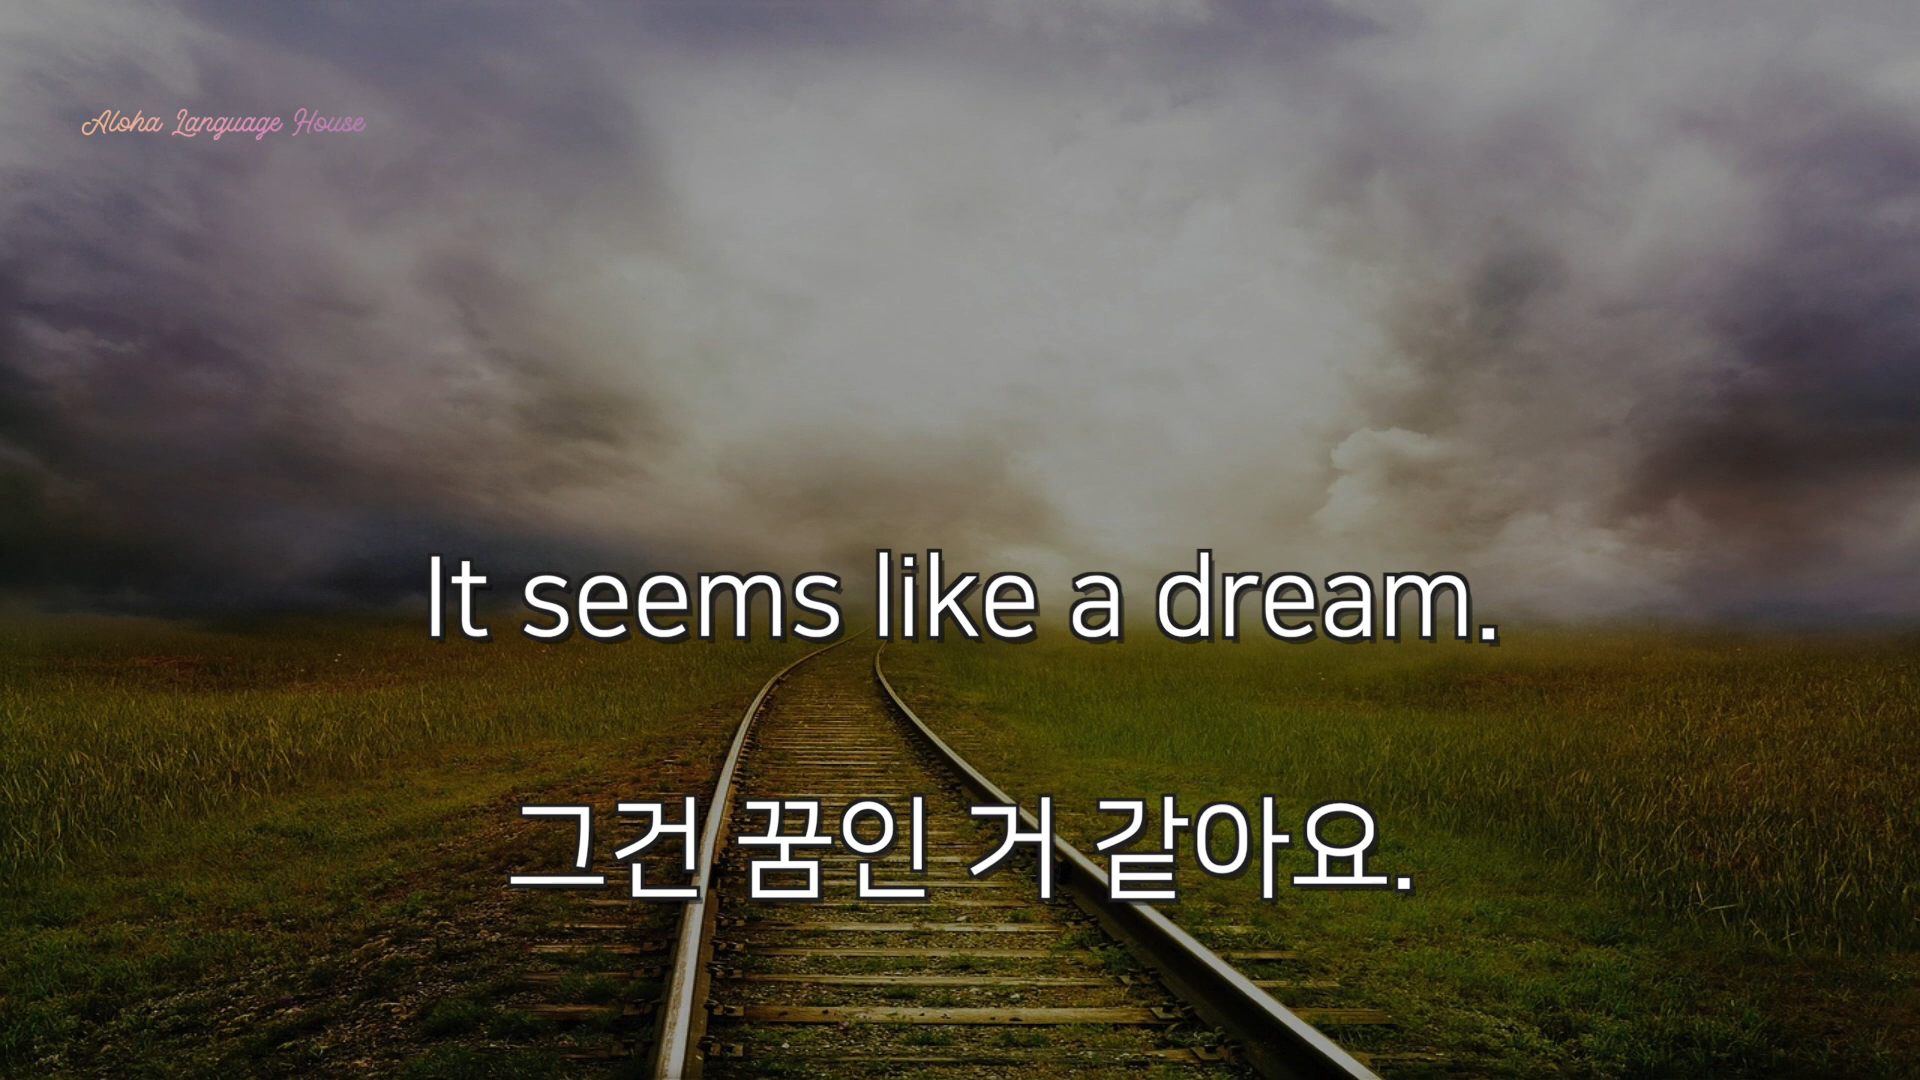 Aloha Language House
It seems like a dream.
그건 꿈인 거 같아요.